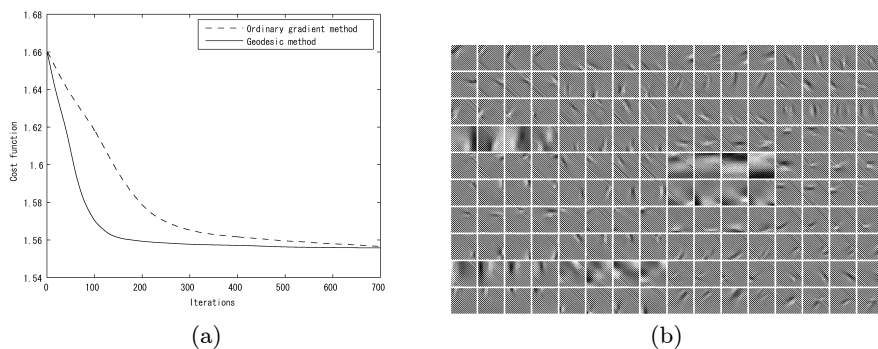 1.68
1.66
1.64
1.62
1.6
1.58
1.56
1.54
Cost function
Ordinary gradient method
Geodesic method
0 100 200 300 400 500 600 700
Iterations
(a)
(b)